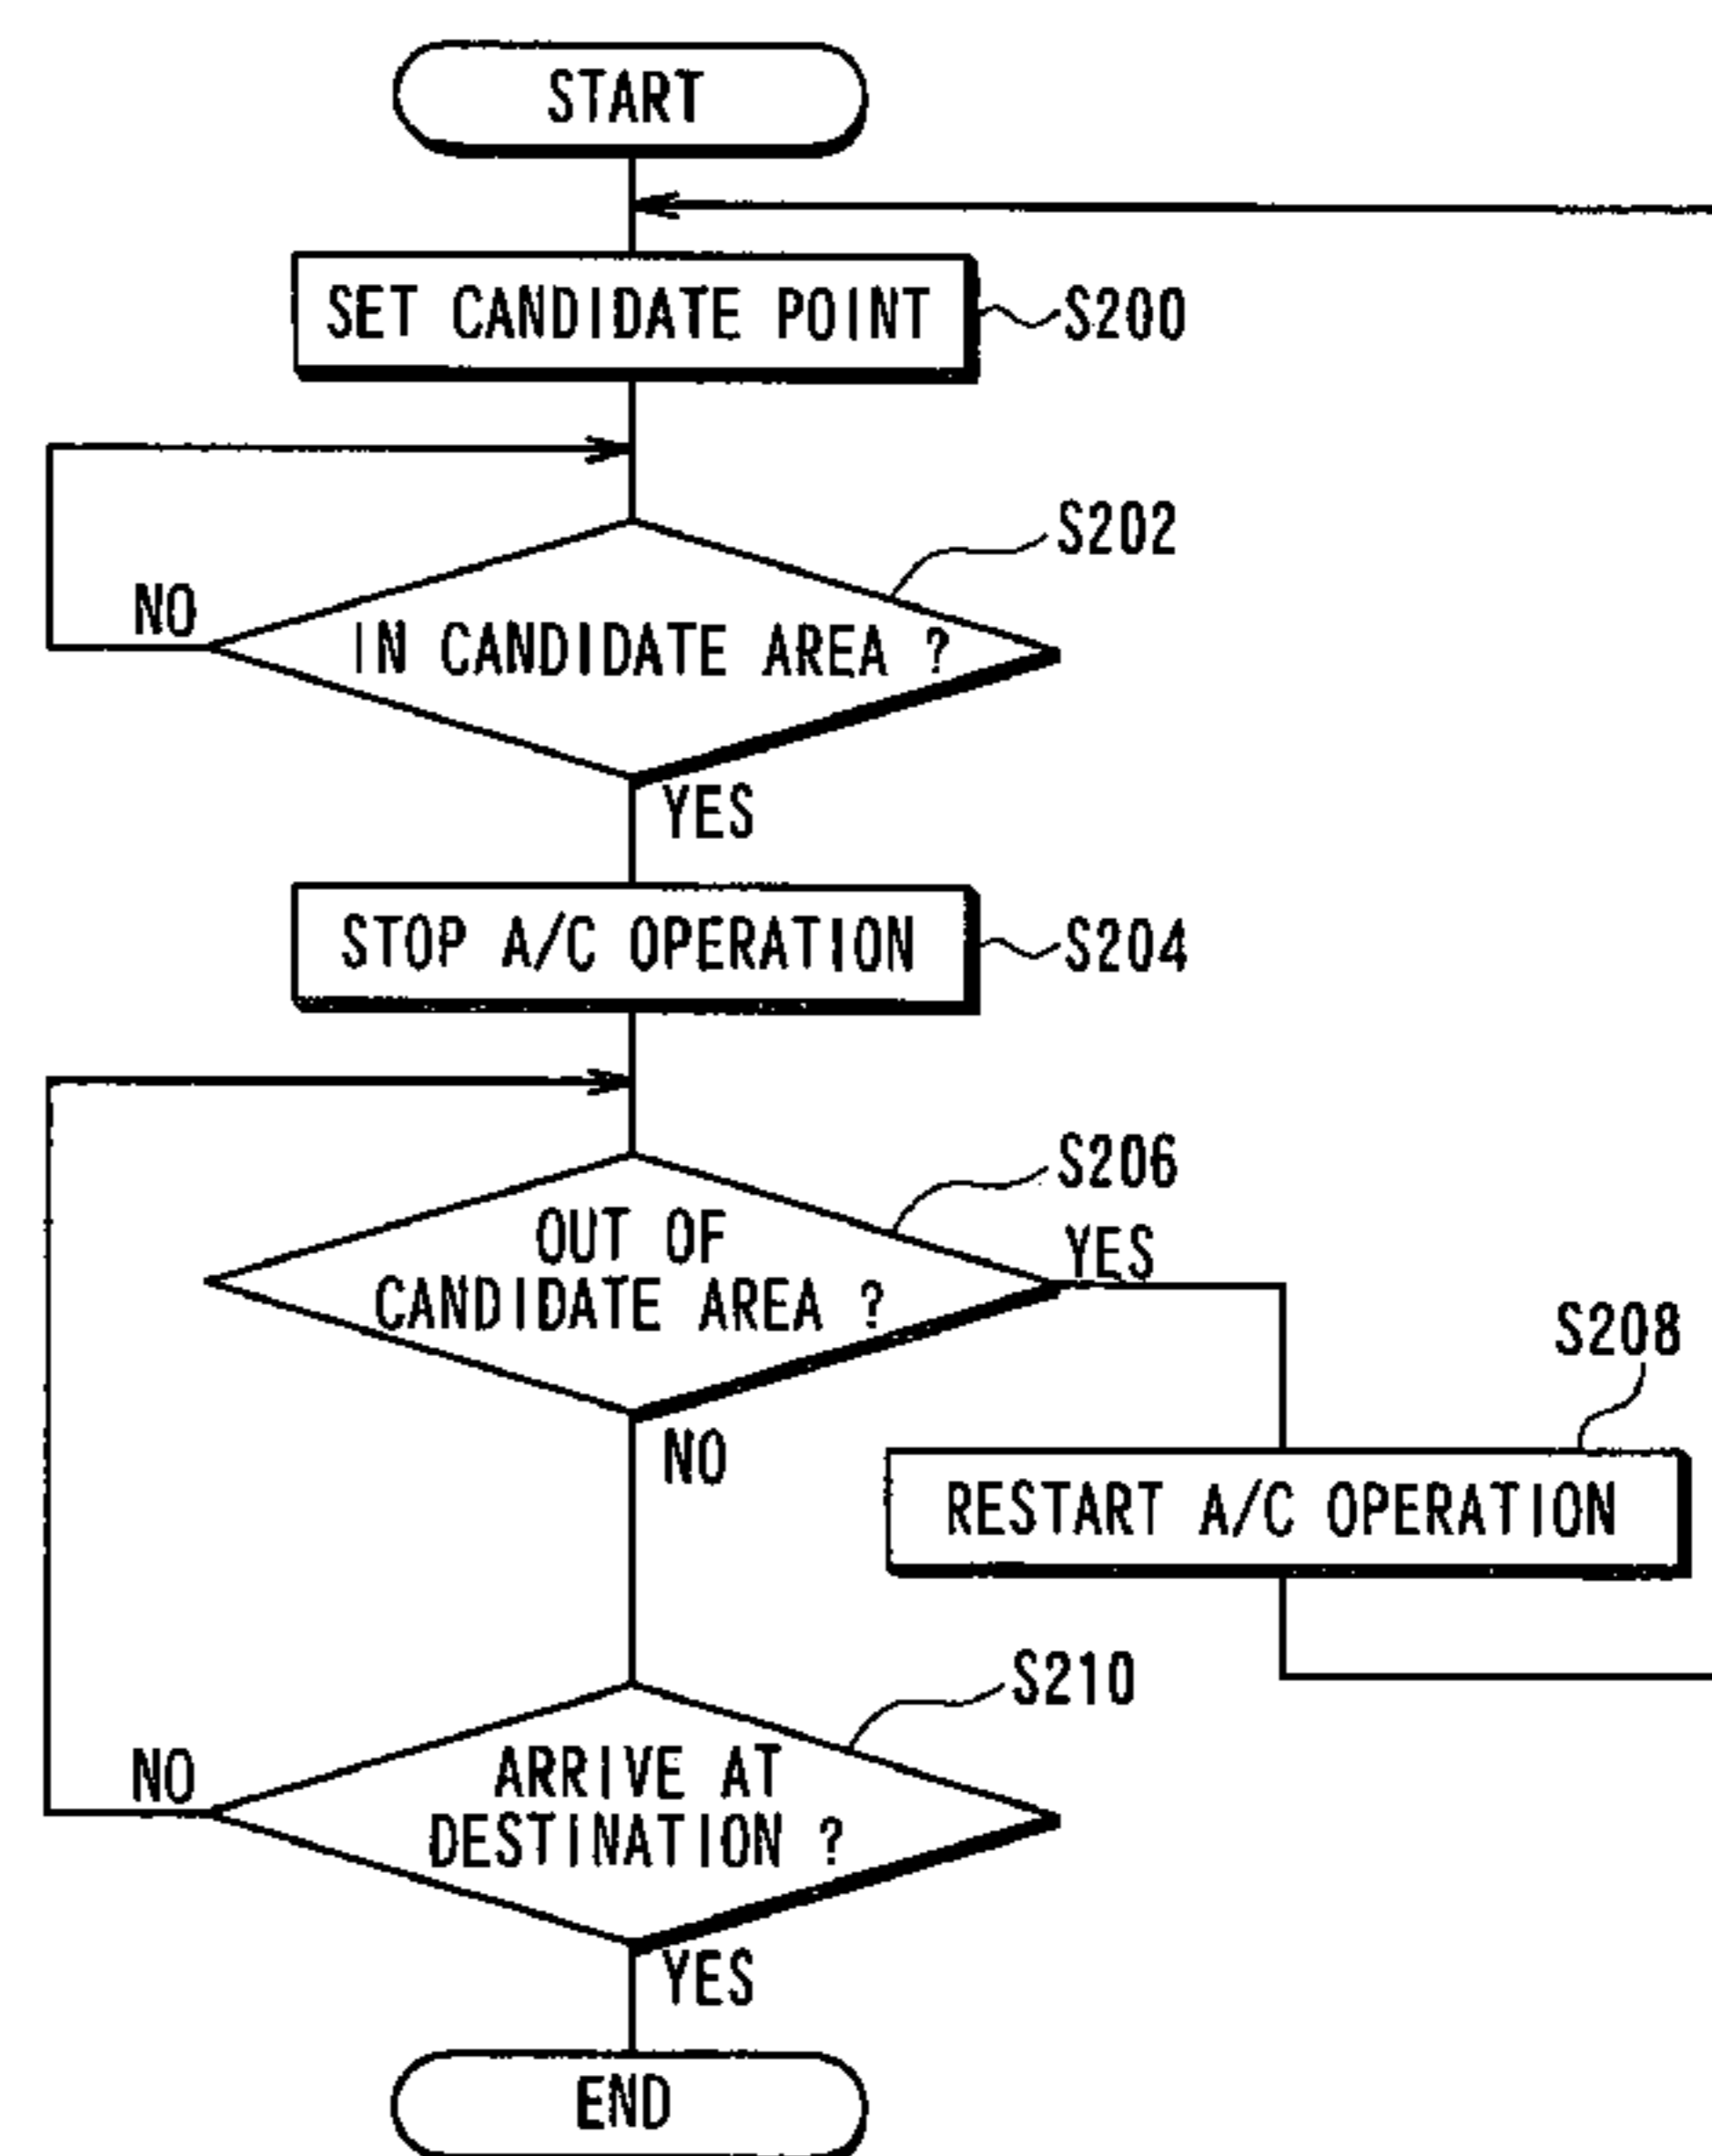 START
SET CANDIDATE POINT
S200
S202
NO
IN CANDIDATE AREA ?
YES
STOP A/C OPERATION
S204
S206
OUT OF
CANDIDATE AREA ?
YES
S208
NO
RESTART A/C OPERATION
S210
NO
ARRIVE AT
DESTINATION ?
YES
END